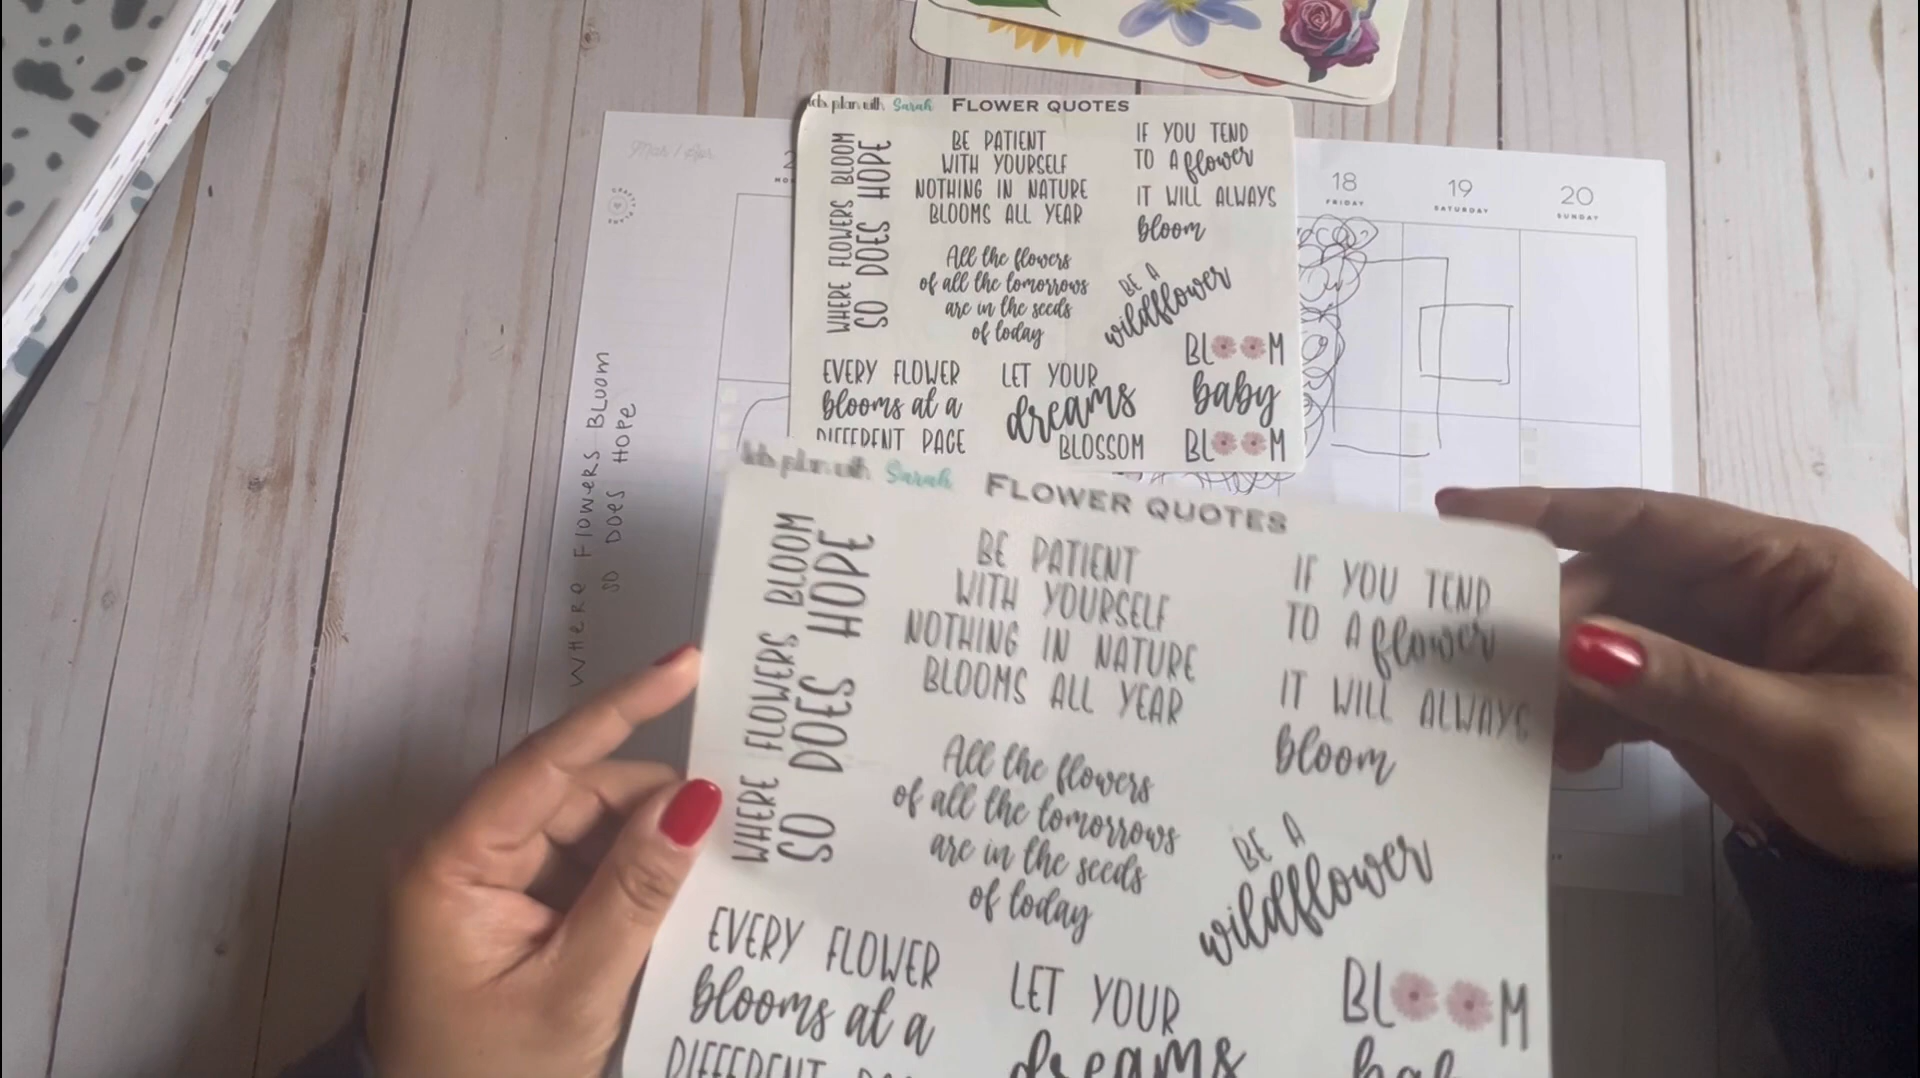 plan with Sarah FLOWER QUOTES
WHERE FLOWERS BLOOM
SO DOES HOPE
BE PATIENT
WITH YOURSELF
NOTHING IN NATURE
BLOOMS ALL YEAR
IF YOU TEND
TO A flower
IT WILL ALWAYS
bloom
All the flowers
of all the tomorrows
are in the seeds
of today
BE A
wildflower
EVERY FLOWER
blooms at a
DIFFERENT PACE
LET YOUR
dreams
BLOSSOM
BLOOM
baby
BLOOM
Mar / Apr
18
FRIDAY
19
SATURDAY
20
SUNDAY
WHERE FLOWERS BLOOM
SO DOES HOPE
plan with Sarah FLOWER QUOTES
WHERE FLOWERS BLOOM
SO DOES HOPE
BE PATIENT
WITH YOURSELF
NOTHING IN NATURE
BLOOMS ALL YEAR
IF YOU TEND
TO A flower
IT WILL ALWAYS
bloom
All the flowers
of all the tomorrows
are in the seeds
of today
BE A
wildflower
EVERY FLOWER
blooms at a
DIFFERENT
LET YOUR
dreams
BLOOM